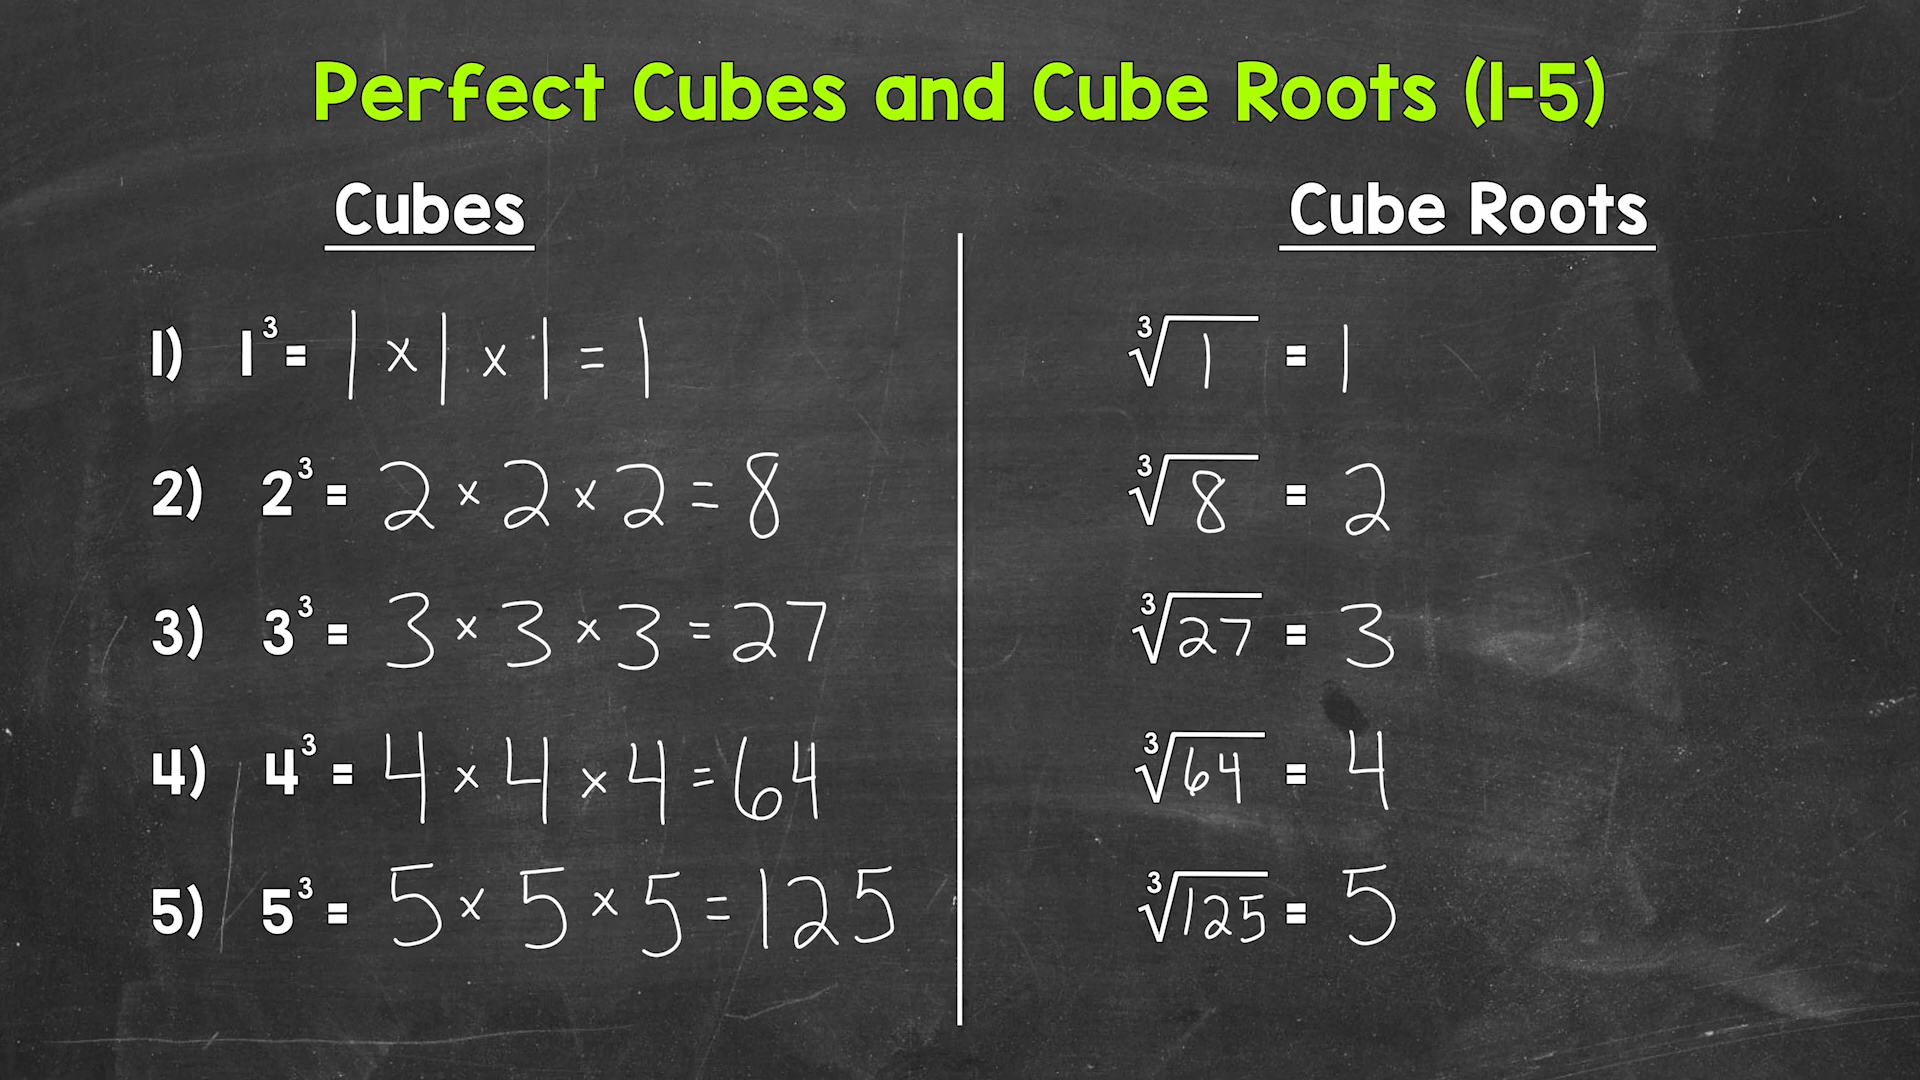 Perfect Cubes and Cube Roots (1-5)
Cubes
1) 1³ = 1 × 1 × 1 = 1
2) 2³ = 2 × 2 × 2 = 8
3) 3³ = 3 × 3 × 3 = 27
4) 4³ = 4 × 4 × 4 = 64
5) 5³ = 5 × 5 × 5 = 125
Cube Roots
∛1 = 1
∛8 = 2
∛27 = 3
∛64 = 4
∛125 = 5